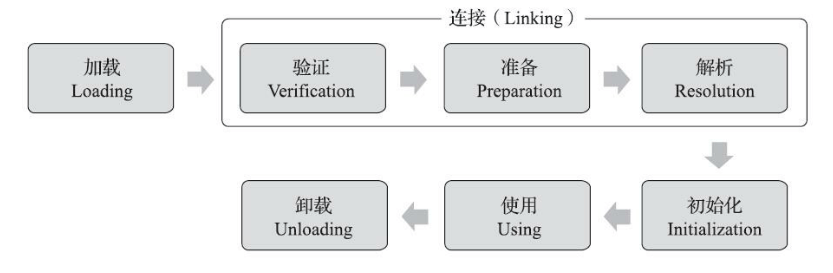 连接（Linking）
加载
Loading
验证
Verification
准备
Preparation
解析
Resolution
初始化
Initialization
使用
Using
卸载
Unloading